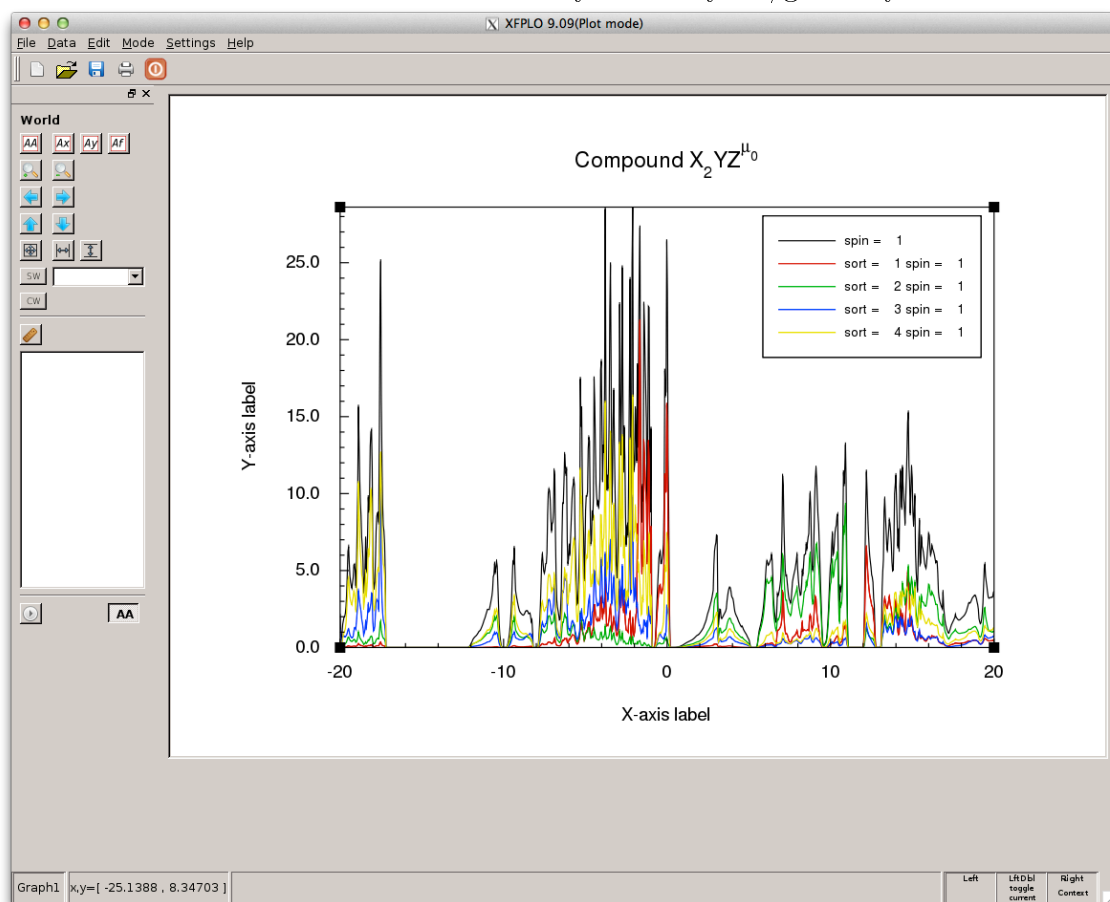 XFPLO 9.09(Plot mode)
File Data Edit Mode Settings Help
World
AA Ax Ay Af
SW
CW
AA
Compound X₂YZ^μ₀
spin = 1
sort = 1 spin = 1
sort = 2 spin = 1
sort = 3 spin = 1
sort = 4 spin = 1
Y-axis label
25.0
20.0
15.0
10.0
5.0
0.0
-20 -10 0 10 20
X-axis label
Graph1 x,y=[ -25.1388 , 8.34703 ]
Left LftDbl Right
toggle Context
current